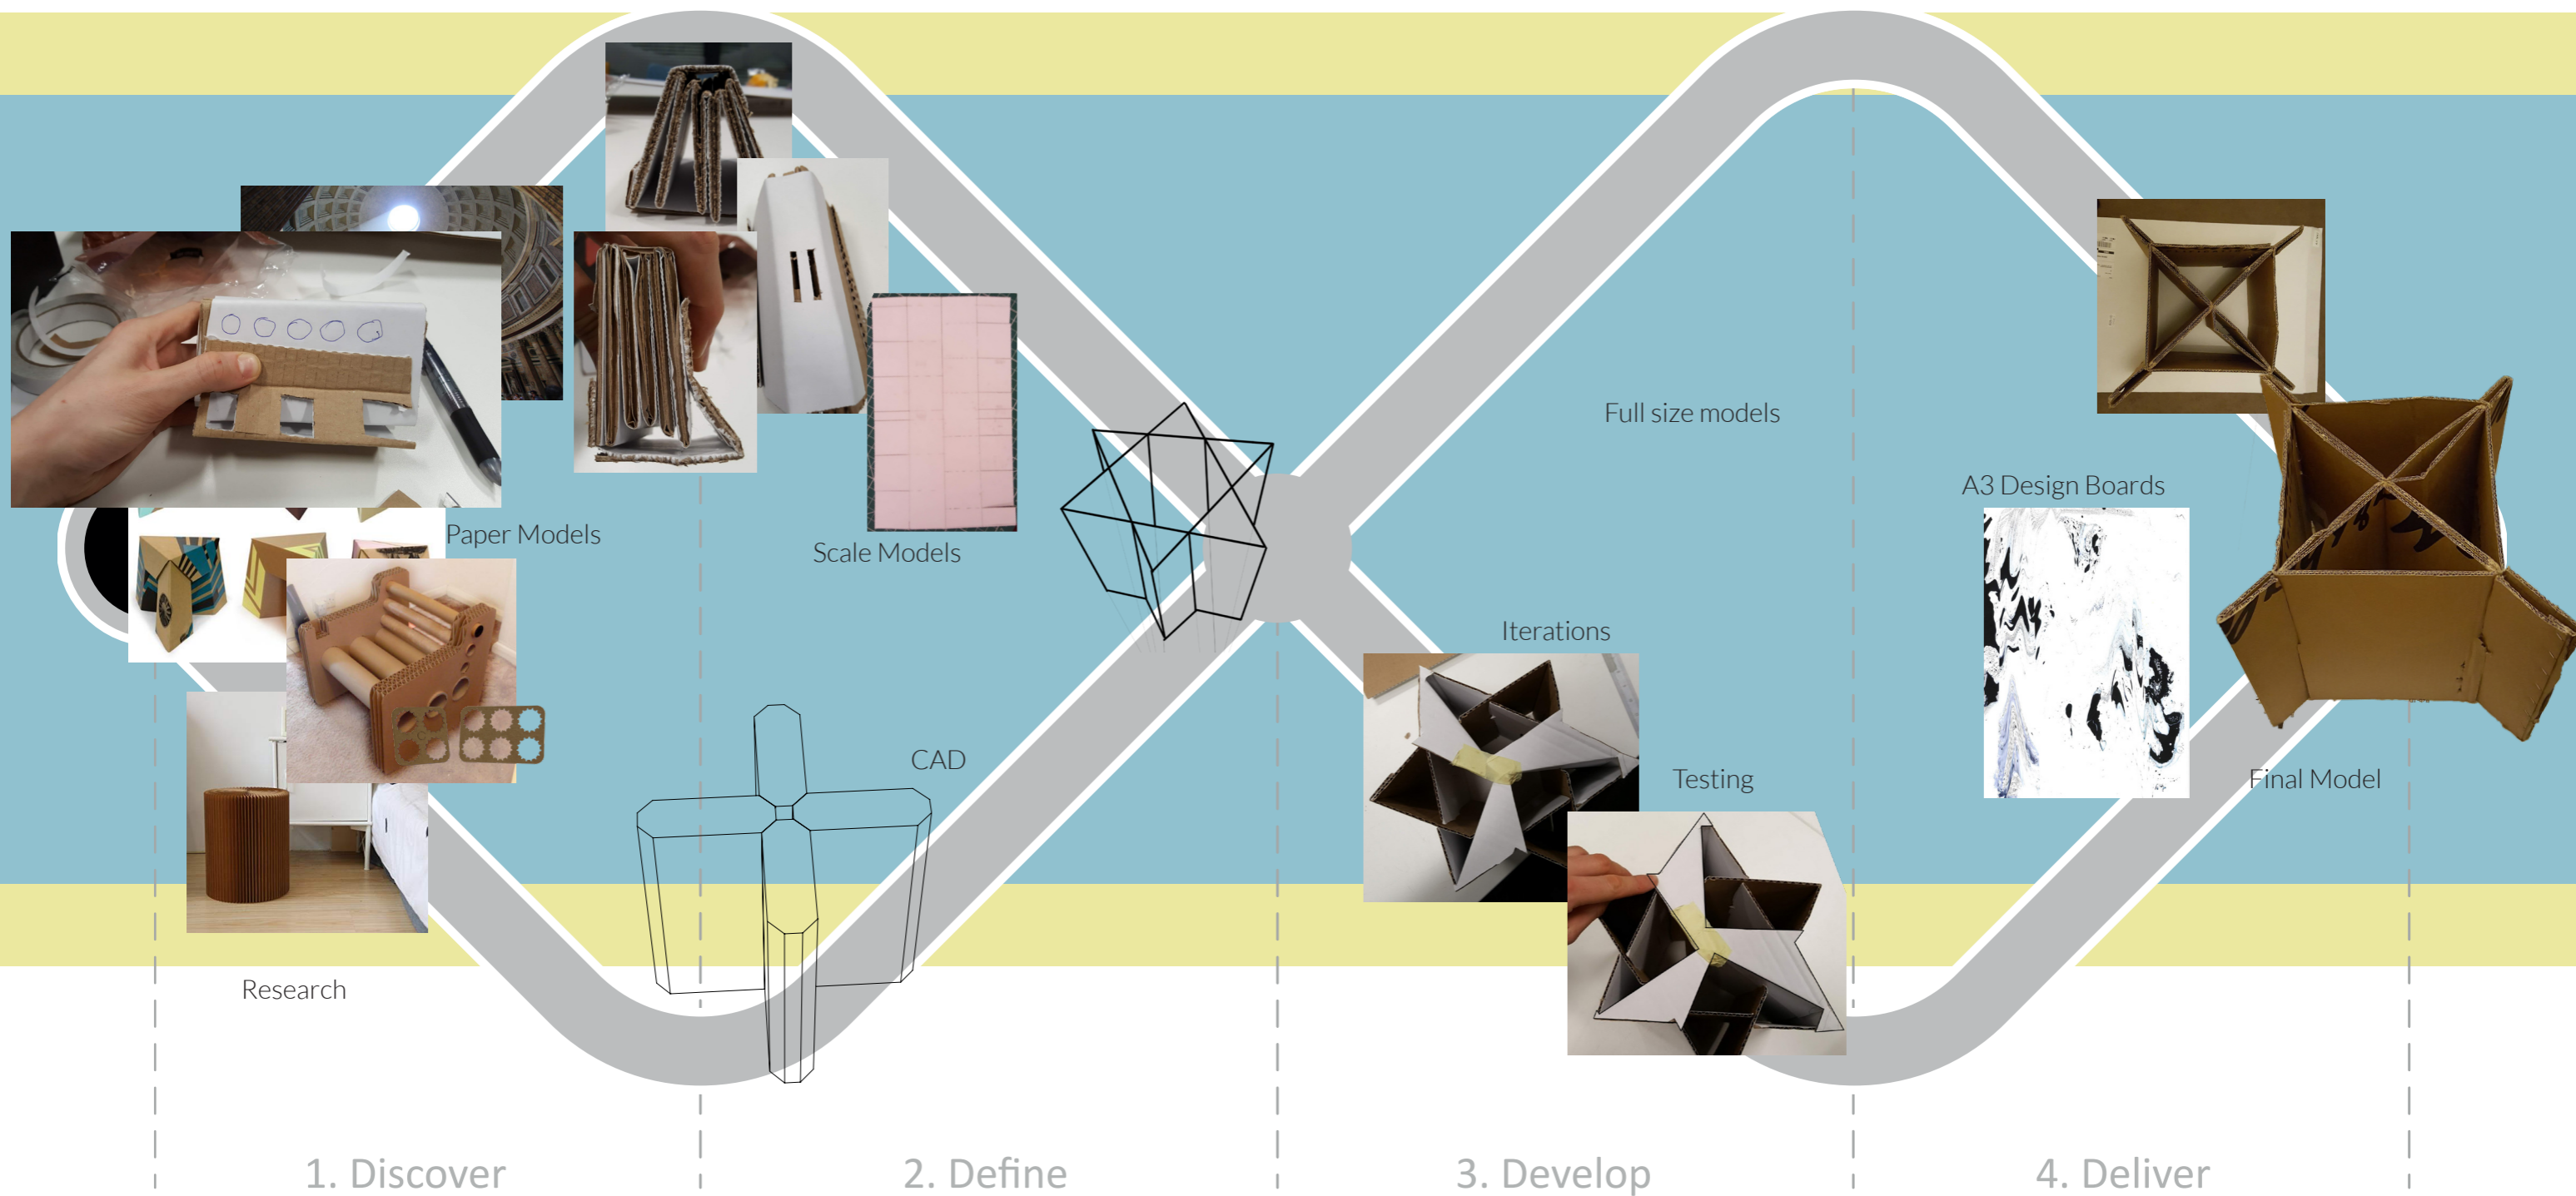 Full size models
A3 Design Boards
Paper Models
Scale Models
Iterations
CAD
Testing
Final Model
Research
1. Discover
2. Define
3. Develop
4. Deliver